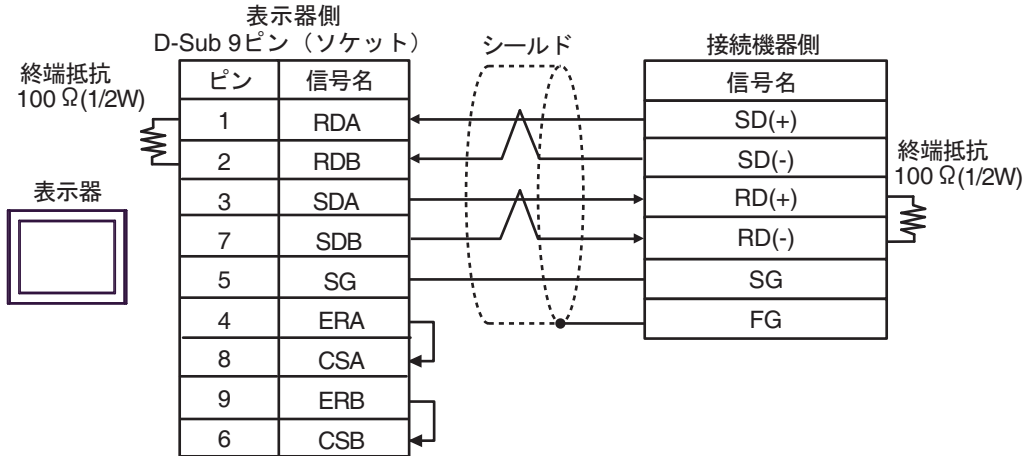 表示器側
D-Sub 9ピン（ソケット）
シールド
接続機器側
終端抵抗
100 Ω(1/2W)
ピン 信号名
1 RDA
2 RDB
3 SDA
7 SDB
5 SG
4 ERA
8 CSA
9 ERB
6 CSB
表示器
信号名
SD(+)
SD(-)
RD(+)
RD(-)
SG
FG
終端抵抗
100 Ω(1/2W)